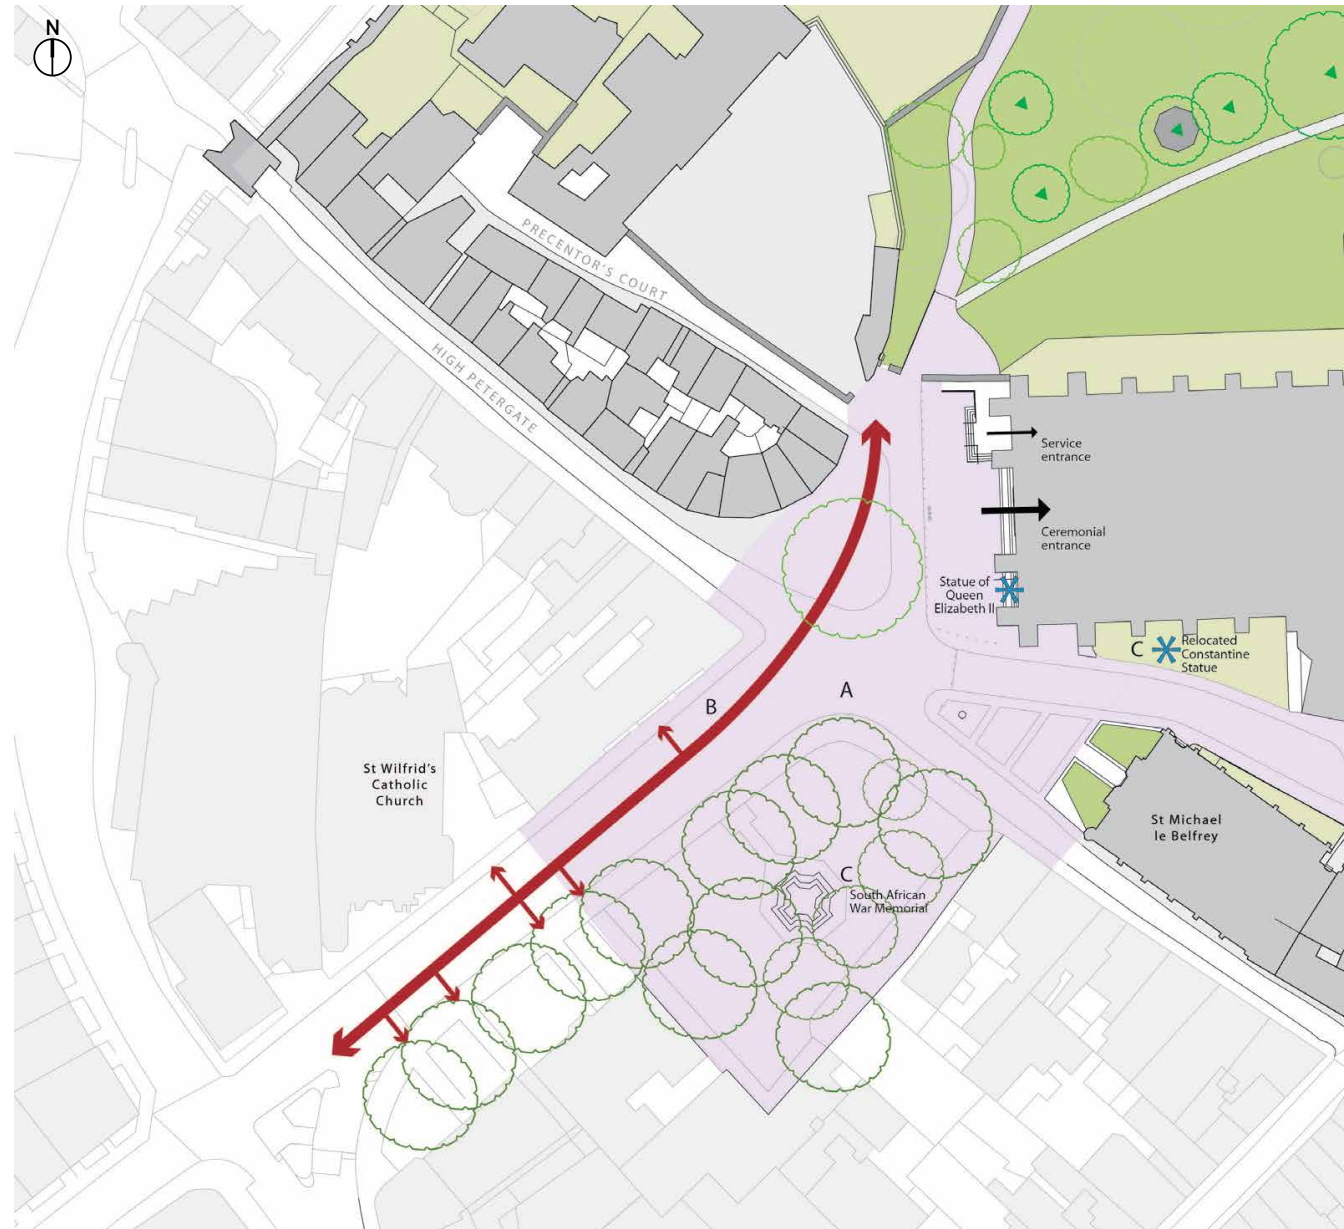 N
PRECENTOR'S COURT
HIGH PETERGATE
Service
entrance
Ceremonial
entrance
Statue of
Queen
Elizabeth II
C
Relocated
Constantine
Statue
A
B
St Wilfrid's
Catholic
Church
St Michael
le Belfrey
C
South African
War Memorial